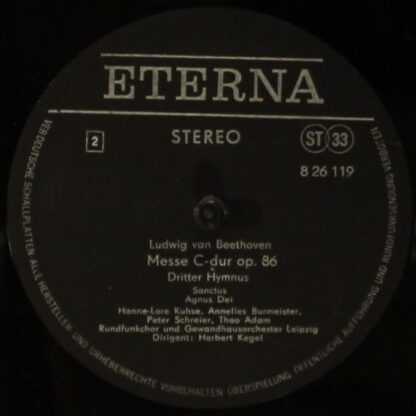 ETERNA
2
STEREO
ST 33
8 26 119
Ludwig van Beethoven
Messe C-dur op. 86
Dritter Hymnus
Sanctus
Agnus Dei
Hanne-Lore Kuhse, Annelies Burmeister,
Peter Schreier, Theo Adam
Rundfunkchor und Gewandhausorchester Leipzig
Dirigent: Herbert Kegel
VEB DEUTSCHE SCHALLPLATTEN ALLE HERSTELLER- UND URHEBERRECHTE VORBEHALTEN ÜBERSPIELUNG, ÖFFENTLICHE AUFFÜHRUNG UND RUNDFUNKSENDUNG VERBOTEN